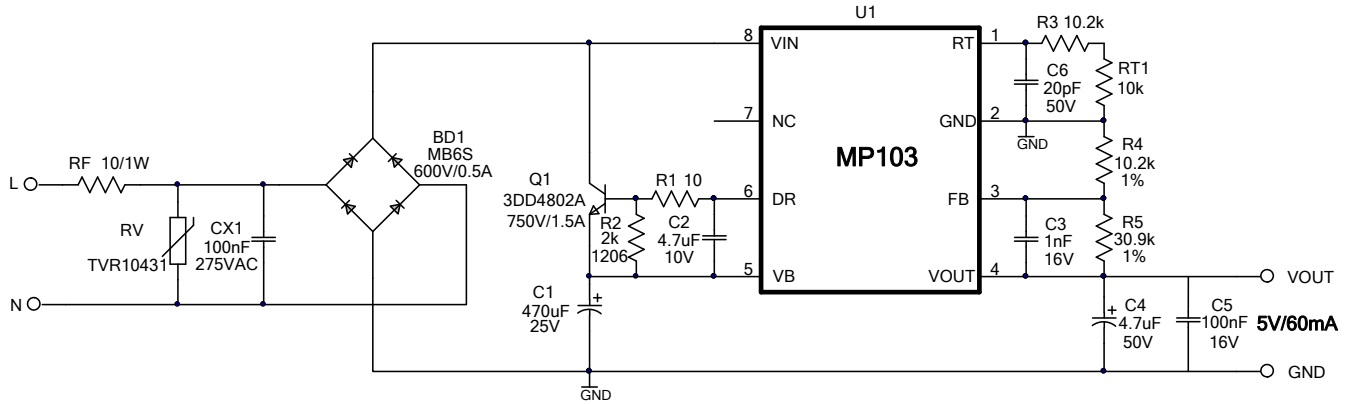 U1
MP103
8 VIN
7 NC
6 DR
5 VB
RT 1
GND 2
FB 3
VOUT 4
R3 10.2k
RT1
10k
C6
20pF
50V
GND
R4
10.2k
1%
C3
1nF
16V
R5
30.9k
1%
BD1
MB6S
600V/0.5A
L
RF 10/1W
RV
TVR10431
CX1
100nF
275VAC
N
Q1
3DD4802A
750V/1.5A
R1 10
R2
2k
1206
C2
4.7uF
10V
C1
470uF
25V
+
GND
+
C4
4.7uF
50V
C5
100nF
16V
VOUT
5V/60mA
GND